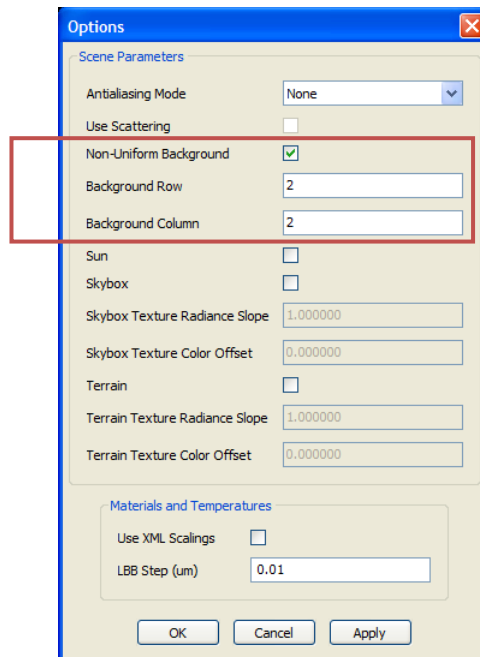 Options
Scene Parameters
Antialiasing Mode None
Use Scattering
Non-Uniform Background
Background Row 2
Background Column 2
Sun
Skybox
Skybox Texture Radiance Slope 1.000000
Skybox Texture Color Offset 0.000000
Terrain
Terrain Texture Radiance Slope 1.000000
Terrain Texture Color Offset 0.000000
Materials and Temperatures
Use XML Scalings
LBB Step (um) 0.01
OK Cancel Apply